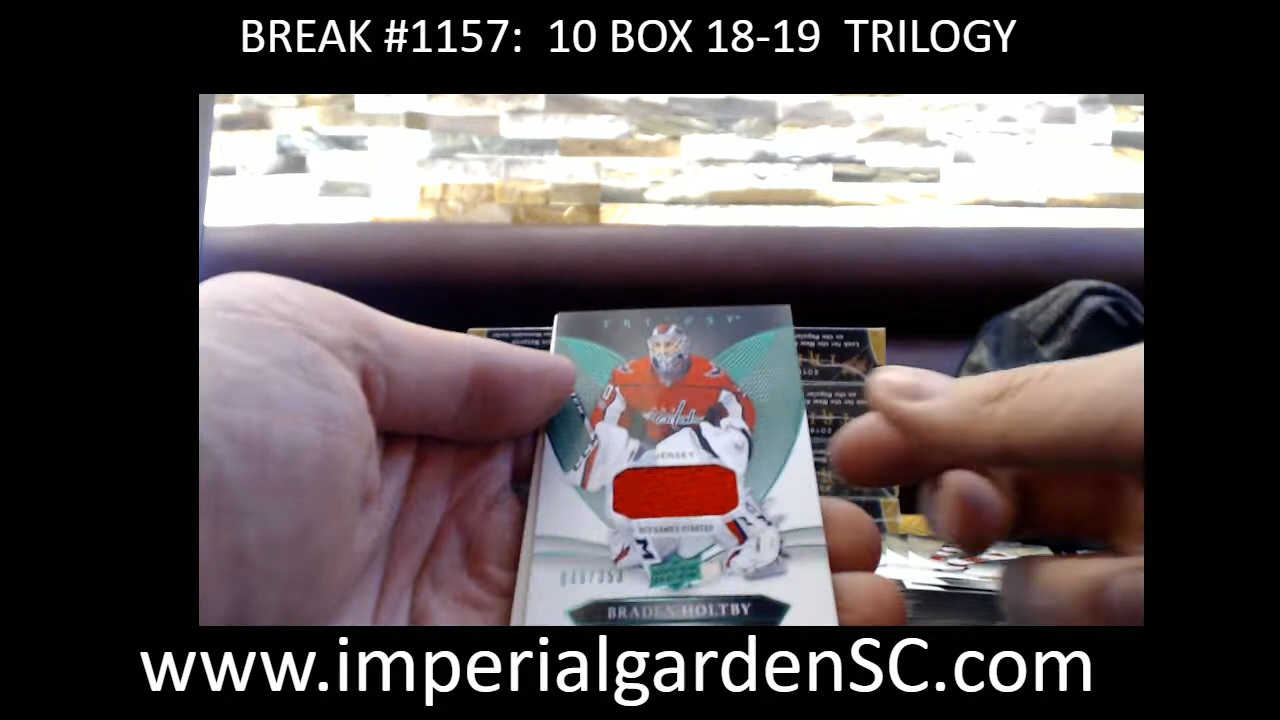 BREAK #1157: 10 BOX 18-19 TRILOGY
TRILOGY
JERSEY
BRADEN HOLTBY
www.imperialgardenSC.com